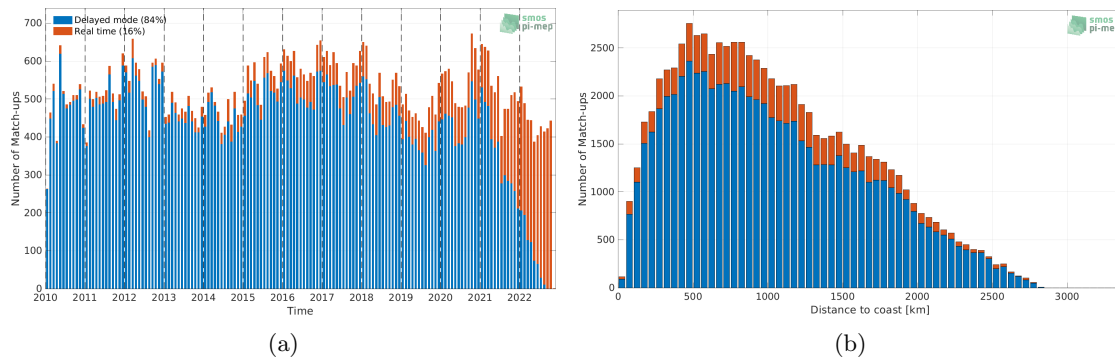 Delayed mode (84%)
Real time (16%)
smos
pi-mep
Number of Match-ups
700
600
500
400
300
200
100
0
2010 2011 2012 2013 2014 2015 2016 2017 2018 2019 2020 2021 2022
Time
(a)
smos
pi-mep
Number of Match-ups
2500
2000
1500
1000
500
0
0 500 1000 1500 2000 2500 3000
Distance to coast [km]
(b)